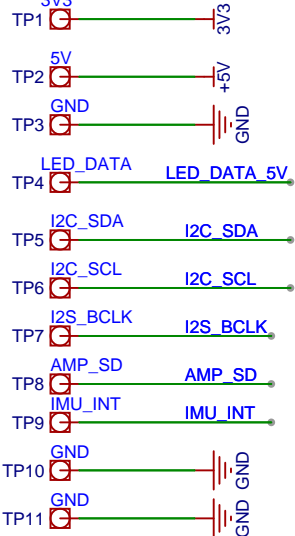 3V3
TP1 3V3
5V
TP2 +5V
GND
TP3 GND
LED_DATA
TP4 LED_DATA_5V
I2C_SDA
TP5 I2C_SDA
I2C_SCL
TP6 I2C_SCL
I2S_BCLK
TP7 I2S_BCLK
AMP_SD
TP8 AMP_SD
IMU_INT
TP9 IMU_INT
GND
TP10 GND
GND
TP11 GND